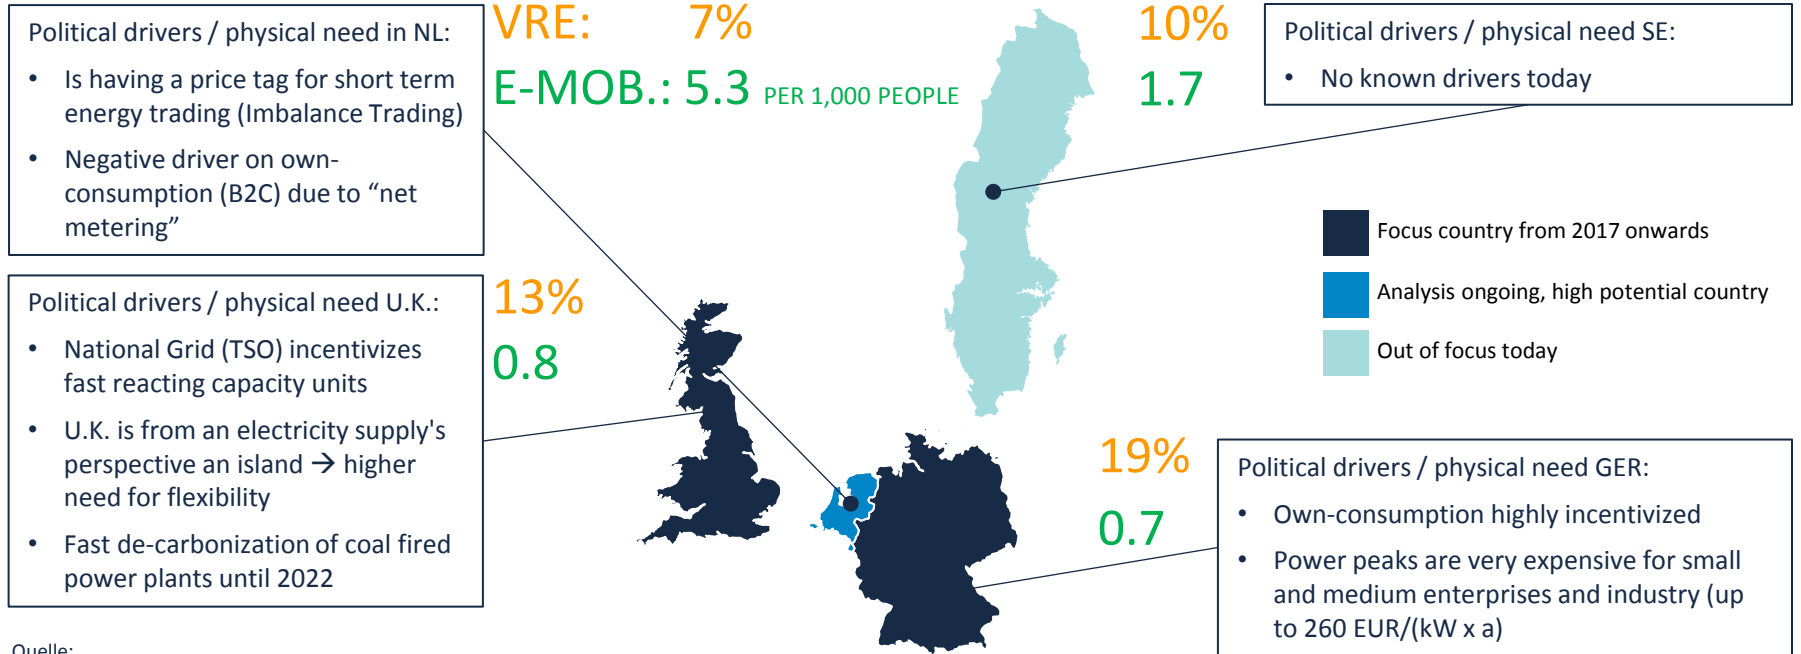 Political drivers / physical need in NL:
• Is having a price tag for short term
energy trading (Imbalance Trading)
• Negative driver on own-
consumption (B2C) due to “net
metering”
VRE: 7%
E-MOB.: 5.3 PER 1,000 PEOPLE
10%
1.7
Political drivers / physical need SE:
• No known drivers today
Focus country from 2017 onwards
Analysis ongoing, high potential country
Out of focus today
Political drivers / physical need U.K.:
• National Grid (TSO) incentivizes
fast reacting capacity units
• U.K. is from an electricity supply's
perspective an island → higher
need for flexibility
• Fast de-carbonization of coal fired
power plants until 2022
13%
0.8
19%
0.7
Political drivers / physical need GER:
• Own-consumption highly incentivized
• Power peaks are very expensive for small
and medium enterprises and industry (up
to 260 EUR/(kW x a)
Quelle: